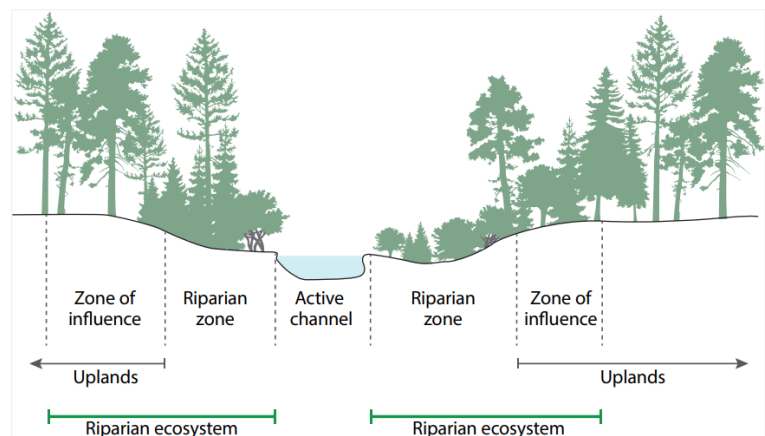 Zone of
influence
Riparian
zone
Active
channel
Riparian
zone
Zone of
influence
Uplands
Uplands
Riparian ecosystem
Riparian ecosystem